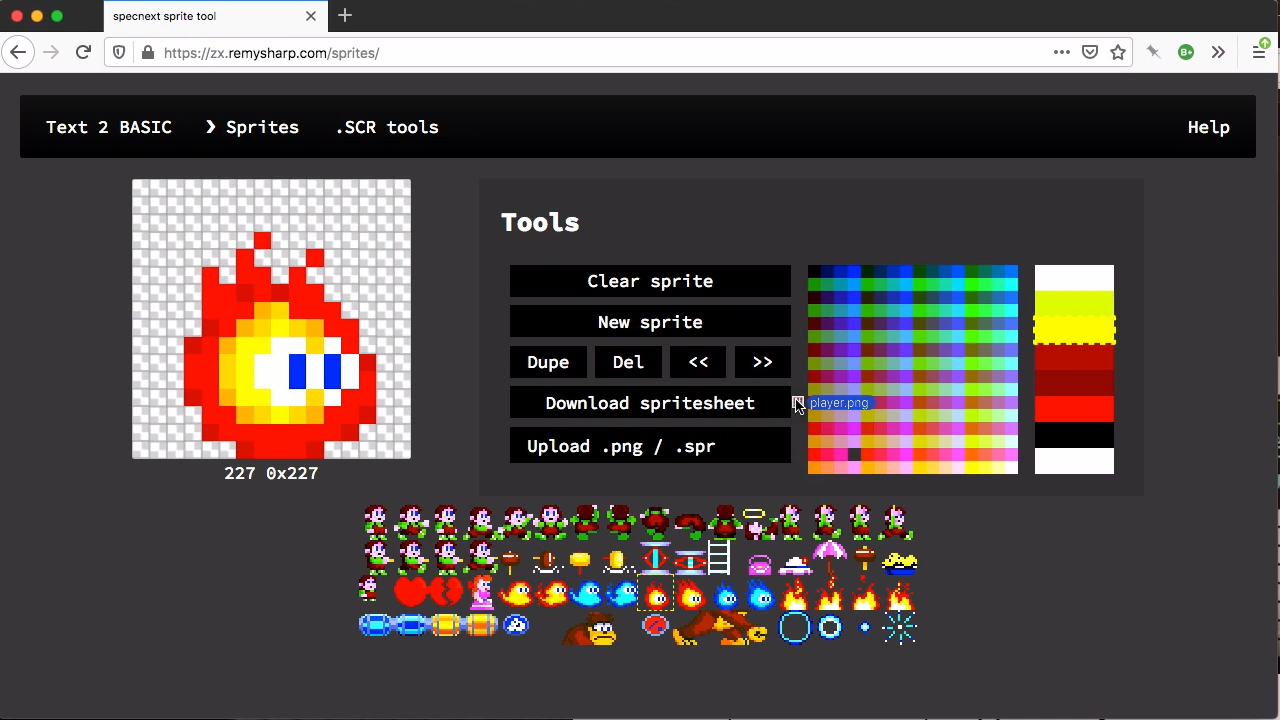 specnext sprite tool
https://zx.remysharp.com/sprites/
Text 2 BASIC
❯ Sprites
.SCR tools
Help
Tools
Clear sprite
New sprite
Dupe
Del
<<
>>
Download spritesheet
player.png
Upload .png / .spr
227 0x227